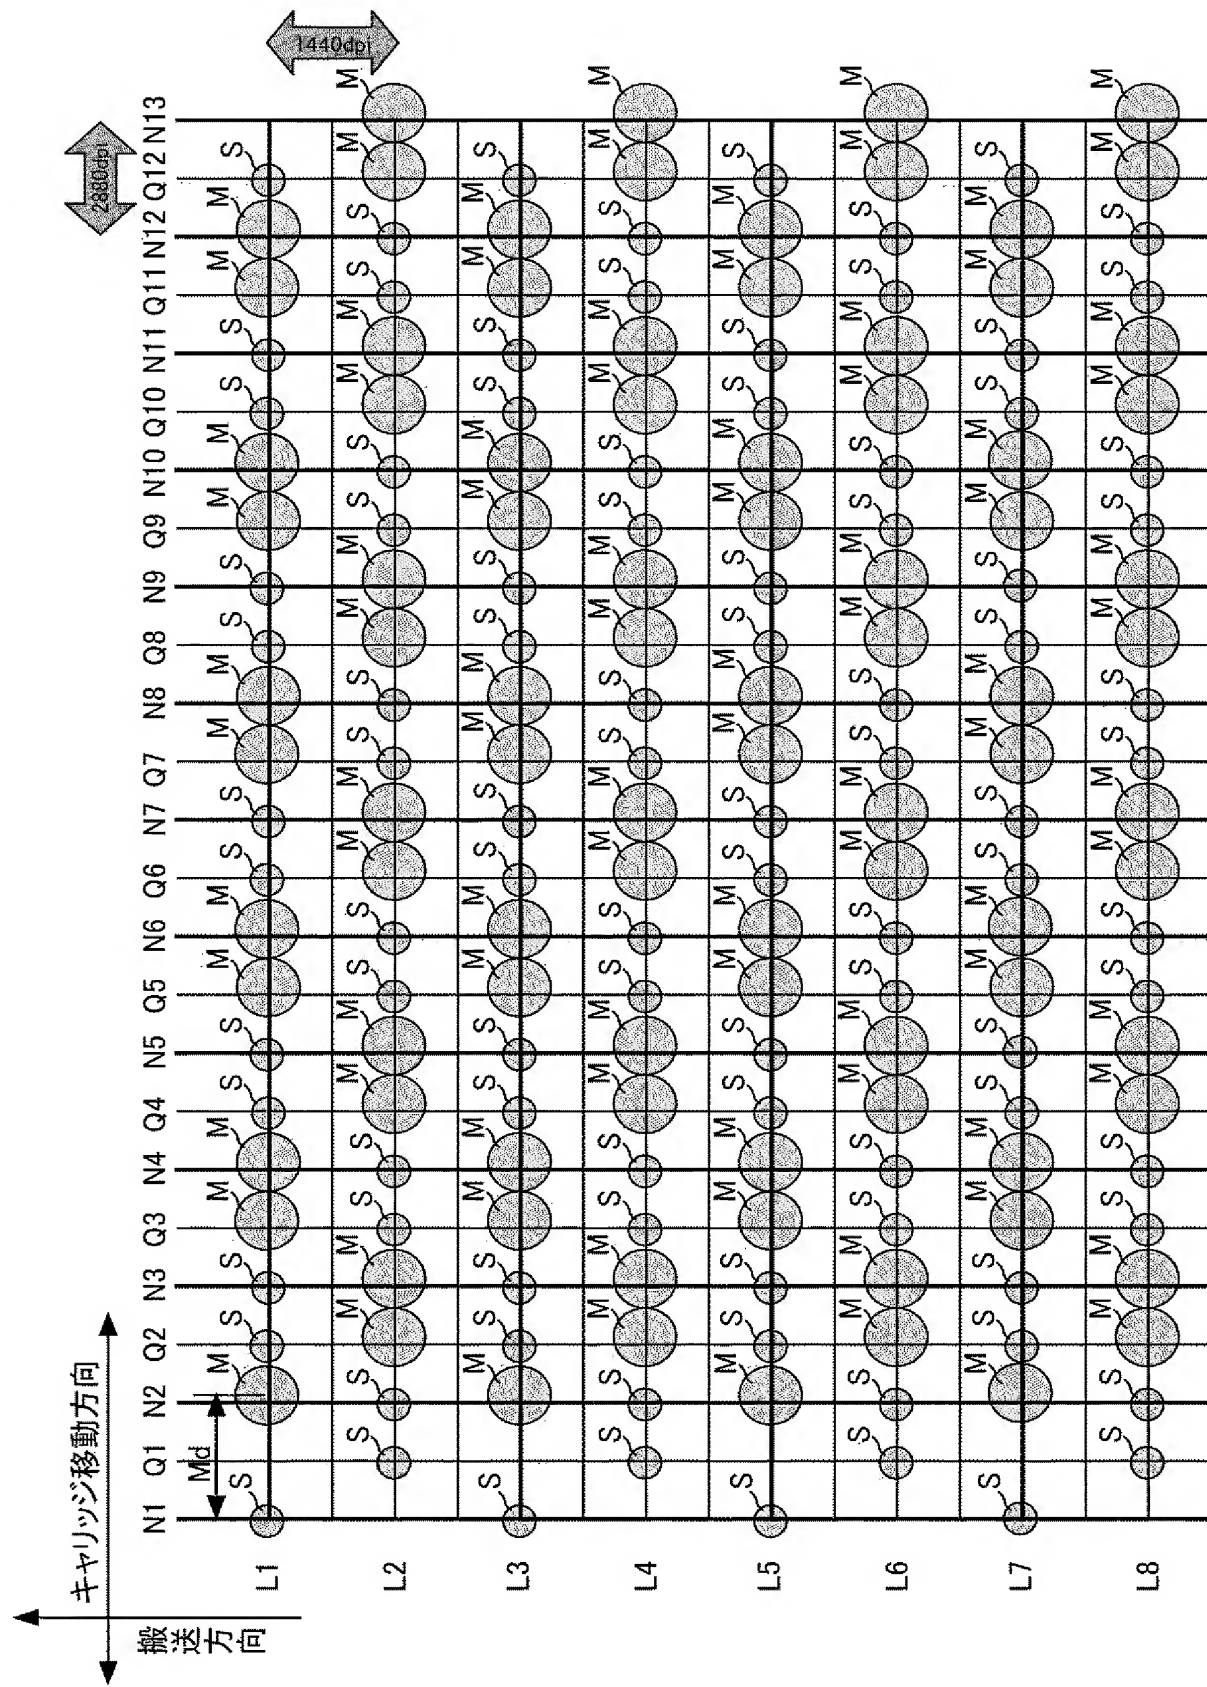 キャリッジ移動方向
2880dpi
搬送方向
N1 Q1 N2 Q2 N3 Q3 N4 Q4 N5 Q5 N6 Q6 N7 Q7 N8 Q8 N9 Q9 N10 Q10 N11 Q11 N12 Q12 N13
Md
1440dpi
L1 S M S S M M S S M M S S M M S S M M S S M M S
L2 S S M M S S M M S S M M S S M M S S M M S S M M
L3 S M S S M M S S M M S S M M S S M M S S M M S
L4 S S M M S S M M S S M M S S M M S S M M S S M M
L5 S M S S M M S S M M S S M M S S M M S S M M S
L6 S S M M S S M M S S M M S S M M S S M M S S M M
L7 S M S S M M S S M M S S M M S S M M S S M M S
L8 S S M M S S M M S S M M S S M M S S M M S S M M